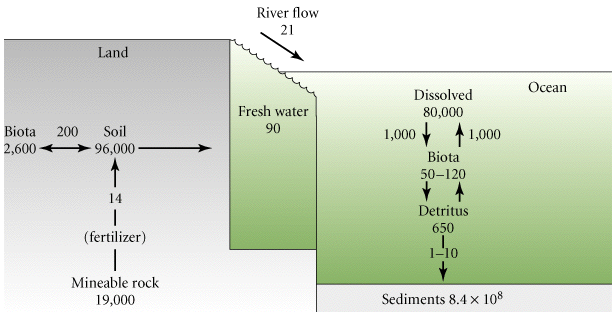 River flow
21
Land
Ocean
Dissolved
80,000
Fresh water
90
1,000
1,000
Biota
200
Soil
2,600
96,000
Biota
50–120
14
Detritus
650
(fertilizer)
1–10
Mineable rock
19,000
Sediments 8.4 × 10⁸